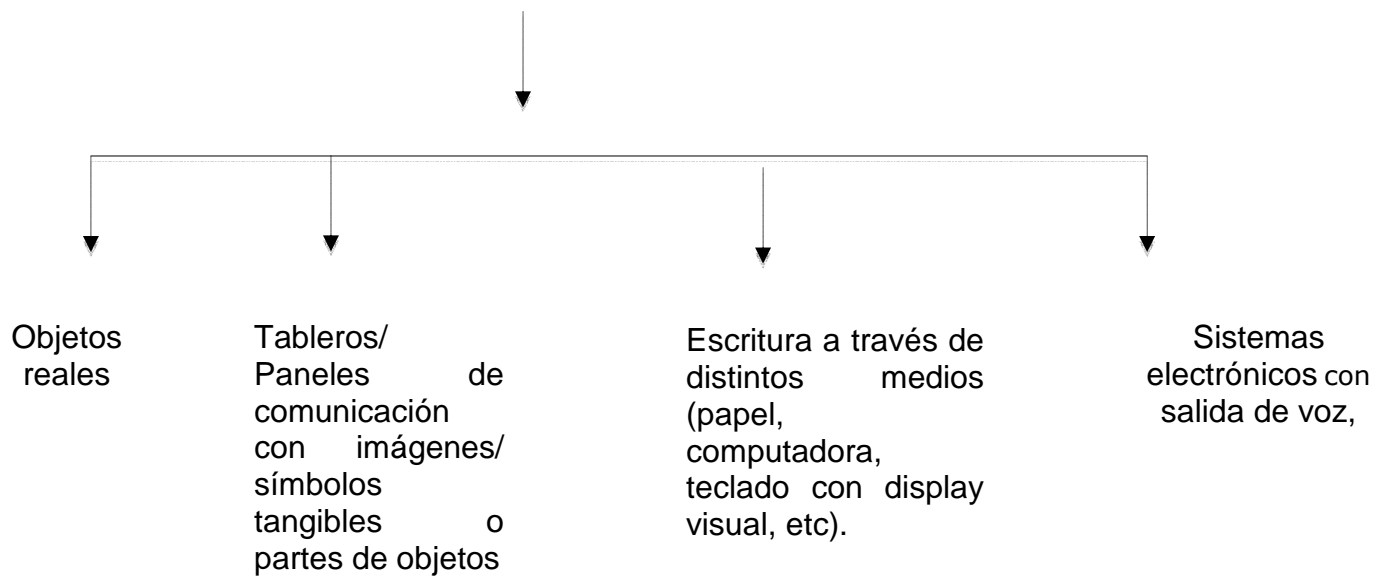 Objetos
reales
Tableros/
Paneles de
comunicación
con imágenes/
símbolos
tangibles o
partes de objetos
Escritura a través de
distintos medios
(papel,
computadora,
teclado con display
visual, etc).
Sistemas
electrónicos con
salida de voz,